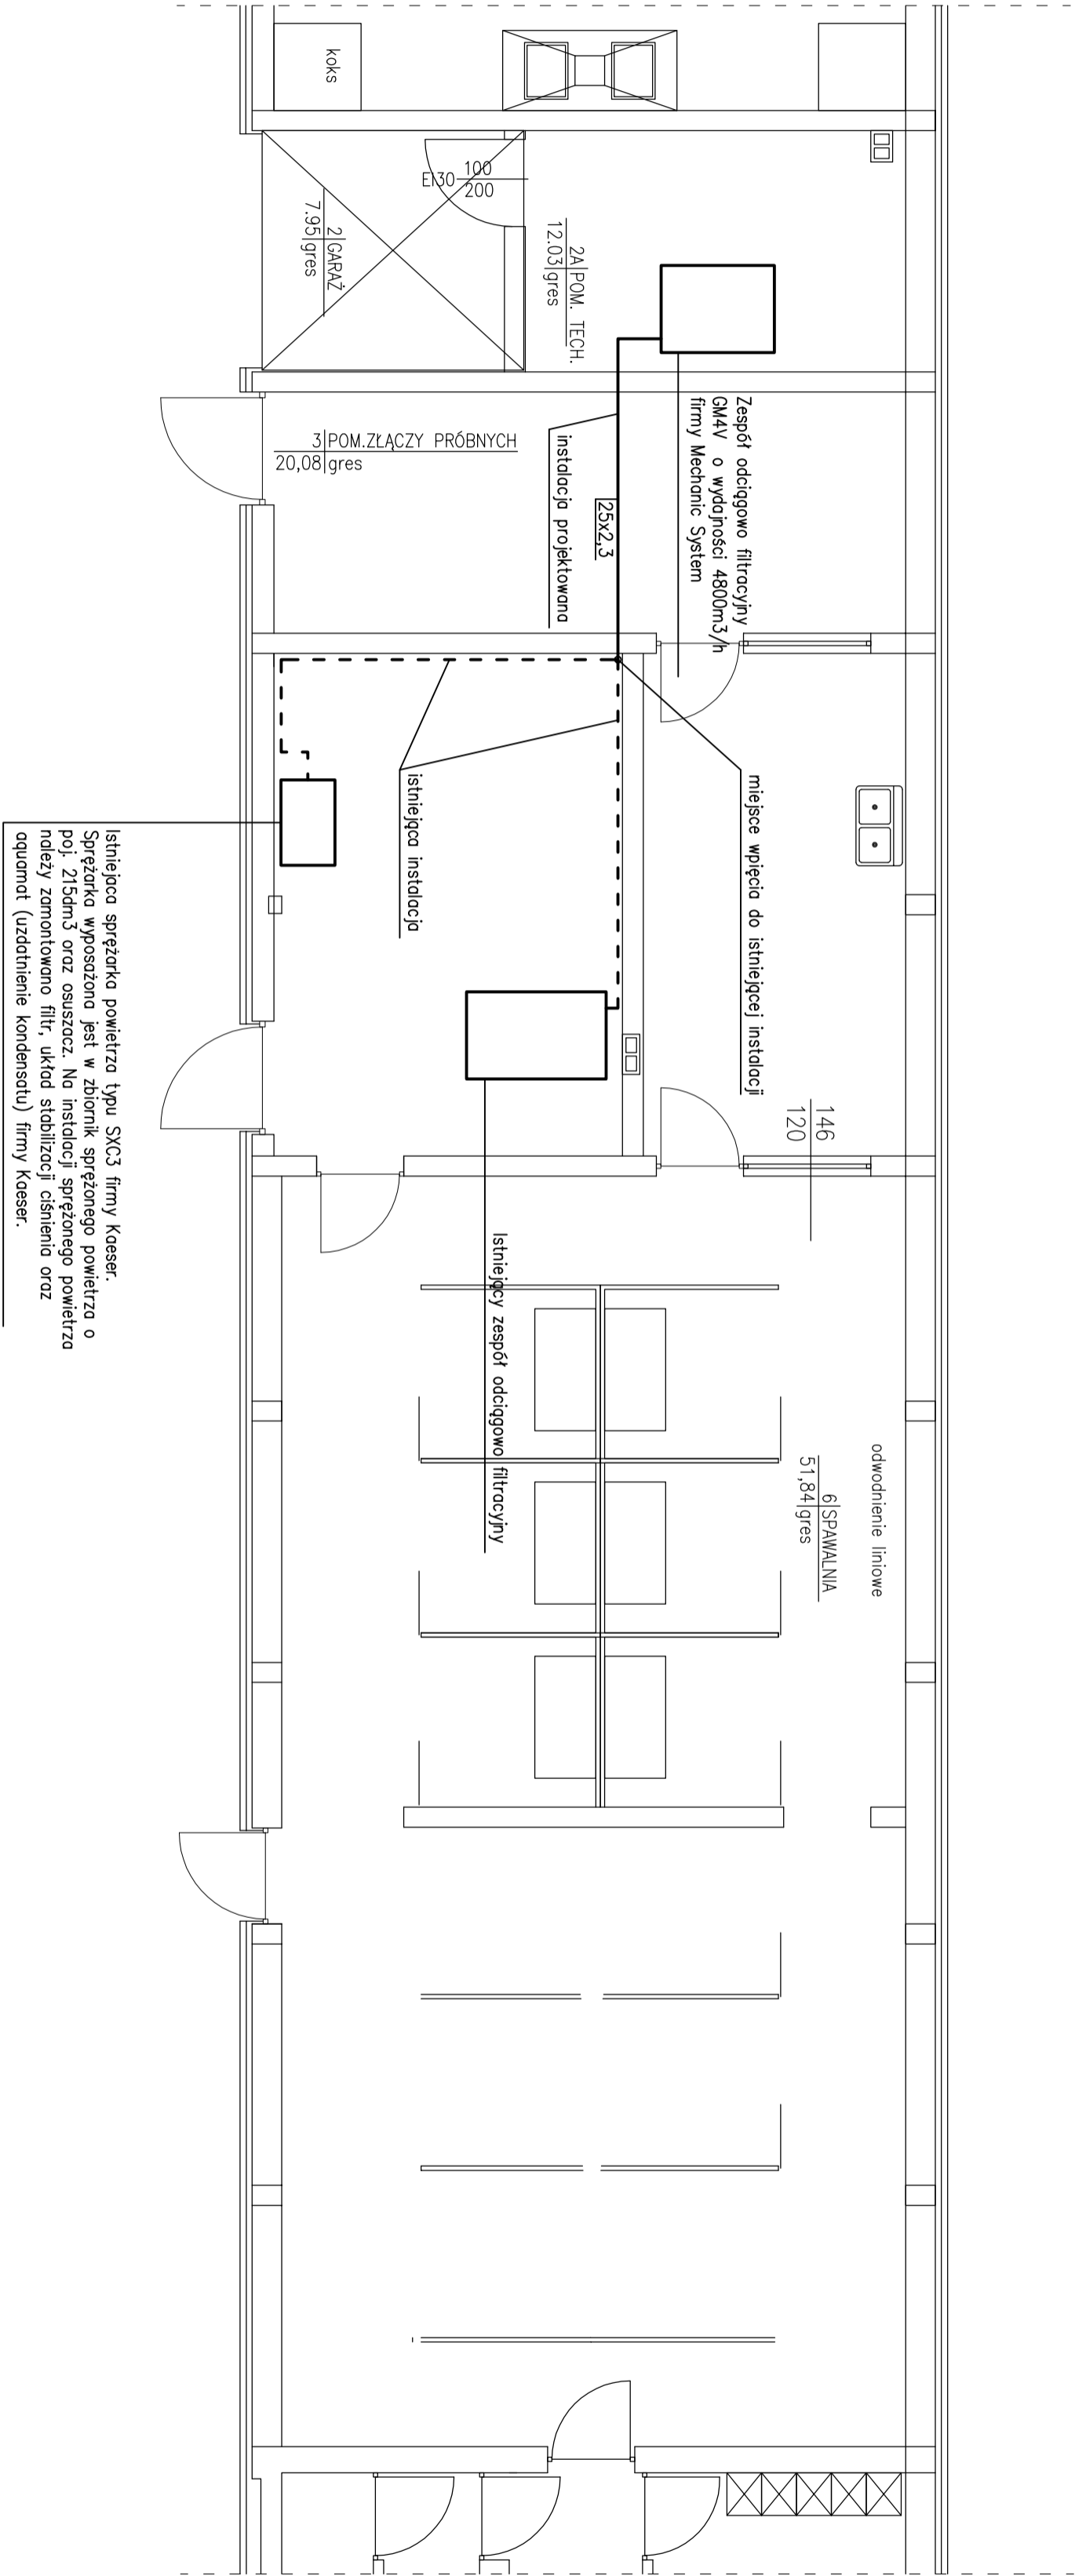 koks
EI30 100
200
2 GARAŻ
7.95 gres
2A POM. TECH.
12.03 gres
3 POM.ZŁĄCZY PRÓBNYCH
20,08 gres
Zespół odciągowo filtracyjny
GM4V o wydajności 4800m3/h
firmy Mechanic System
25x2,3
instalacja projektowana
miejsce wpięcia do istniejącej instalacji
istniejąca instalacja
Istniejaca sprężarka powietrza typu SXC3 firmy Kaeser.
Sprężarka wyposażona jest w zbiornik sprężonego powietrza o
poj. 215dm3 oraz osuszacz. Na instalacji sprężonego powietrza
należy zamontowano filtr, układ stabilizacji ciśnienia oraz
aquamat (uzdatnienie kondensatu) firmy Kaeser.
146
120
Istniejący zespół odciągowo filtracyjny
odwodnienie liniowe
6 SPAWALNIA
51,84 gres